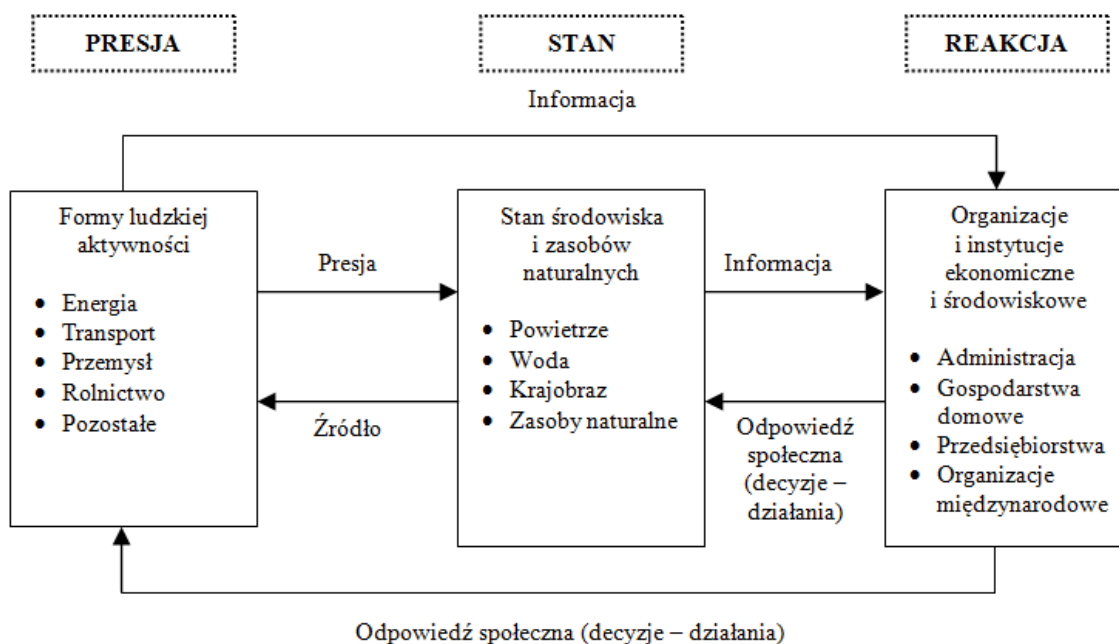 PRESJA
STAN
REAKCJA
Informacja
Formy ludzkiej
aktywności
• Energia
• Transport
• Przemysł
• Rolnictwo
• Pozostałe
Presja
Źródło
Stan środowiska
i zasobów
naturalnych
• Powietrze
• Woda
• Krajobraz
• Zasoby naturalne
Informacja
Odpowiedź
społeczna
(decyzje –
działania)
Organizacje
i instytucje
ekonomiczne
i środowiskowe
• Administracja
• Gospodarstwa
domowe
• Przedsiębiorstwa
• Organizacje
międzynarodowe
Odpowiedź społeczna (decyzje – działania)